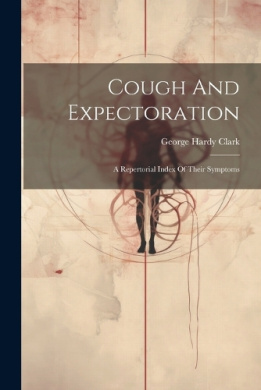 Cough And
Expectoration
George Hardy Clark
A Repertorial Index Of Their Symptoms